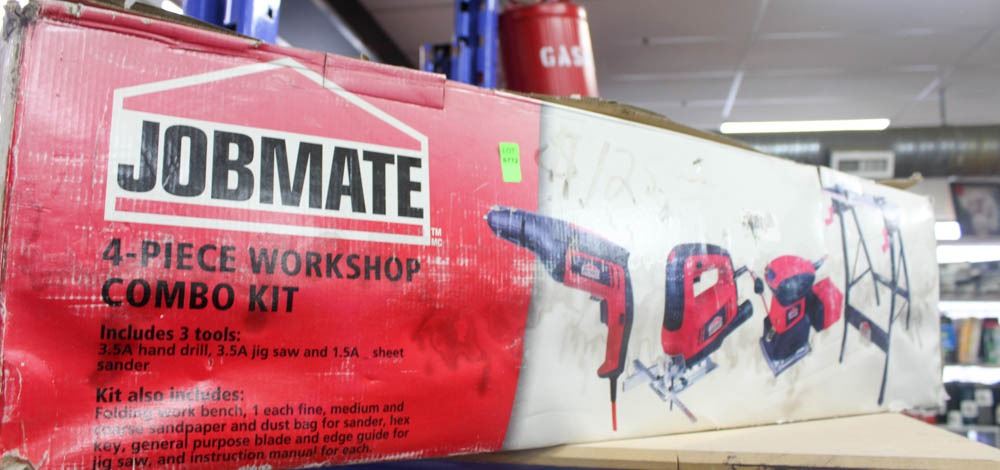 GAS
JOBMATE
TM
MC
4-PIECE WORKSHOP
COMBO KIT
Includes 3 tools:
3.5A hand drill, 3.5A jig saw and 1.5A sheet
sander
Kit also includes:
Folding work bench, 1 each fine, medium and
coarse sandpaper and dust bag for sander, hex
key, general purpose blade and edge guide for
jig saw, and instruction manual for each.
LOT